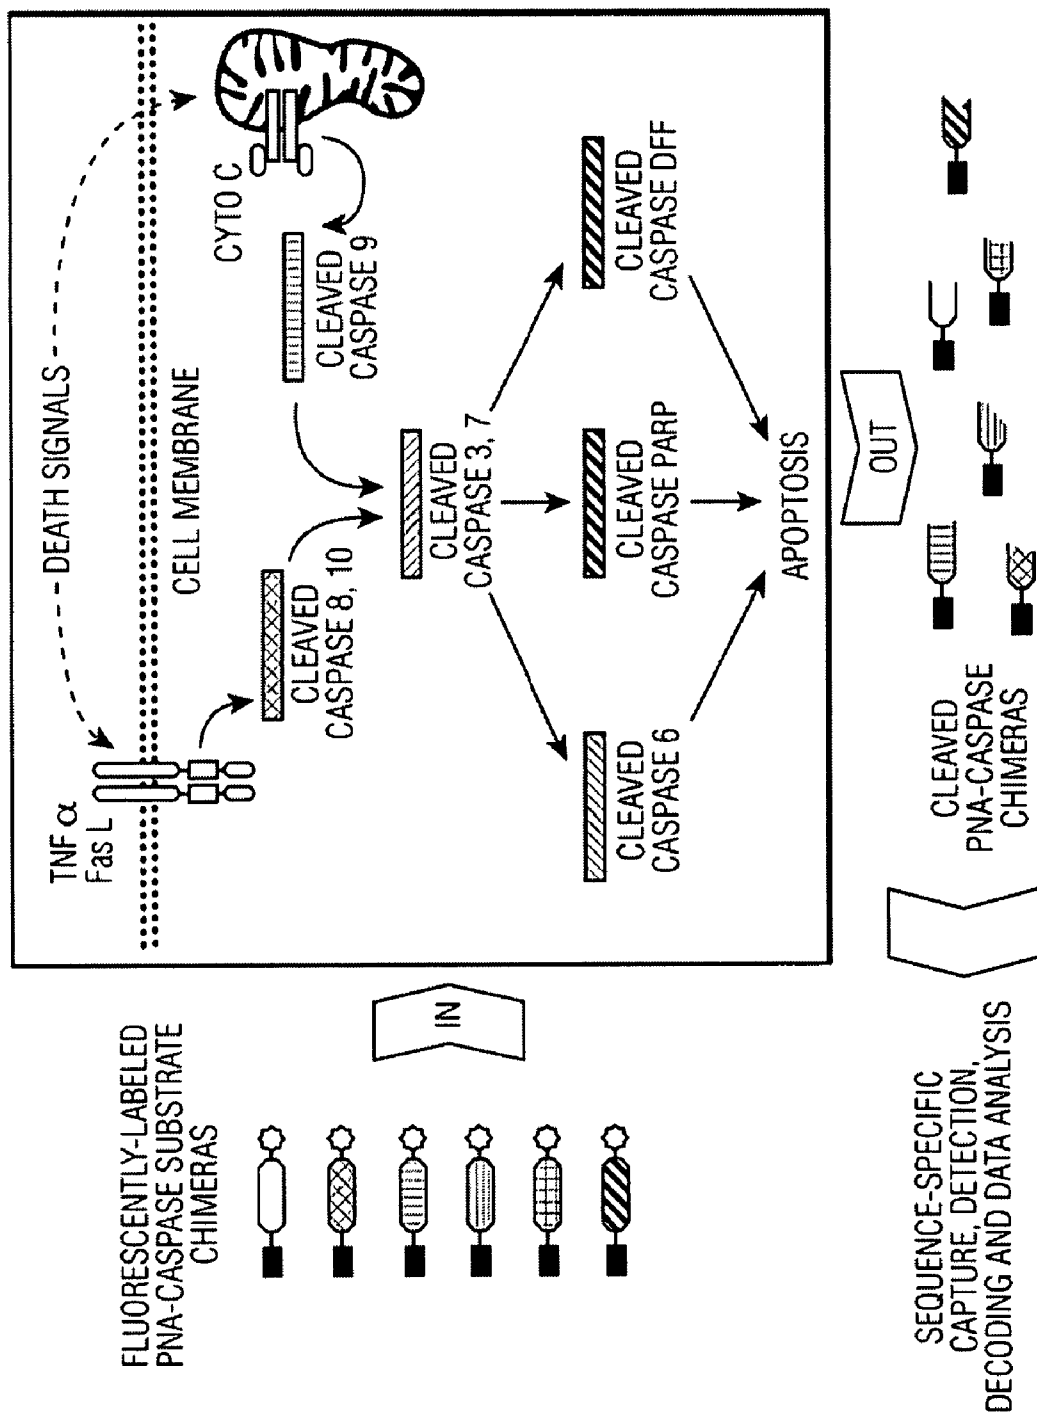 FLUORESCENTLY-LABELED
PNA-CASPASE SUBSTRATE
CHIMERAS
IN
TNF α
Fas L
DEATH SIGNALS
CELL MEMBRANE
CYTO C
CLEAVED
CASPASE 8, 10
CLEAVED
CASPASE 9
CLEAVED
CASPASE 3, 7
CLEAVED
CASPASE 6
CLEAVED
CASPASE PARP
CLEAVED
CASPASE DFF
APOPTOSIS
OUT
CLEAVED
PNA-CASPASE
CHIMERAS
SEQUENCE-SPECIFIC
CAPTURE, DETECTION,
DECODING AND DATA ANALYSIS